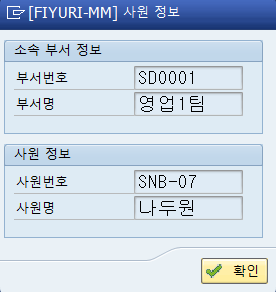 [FIYURI-MM] 사원 정보
소속 부서 정보
부서번호 SD0001
부서명 영업1팀
사원 정보
사원번호 SNB-07
사원명 나두원
확인